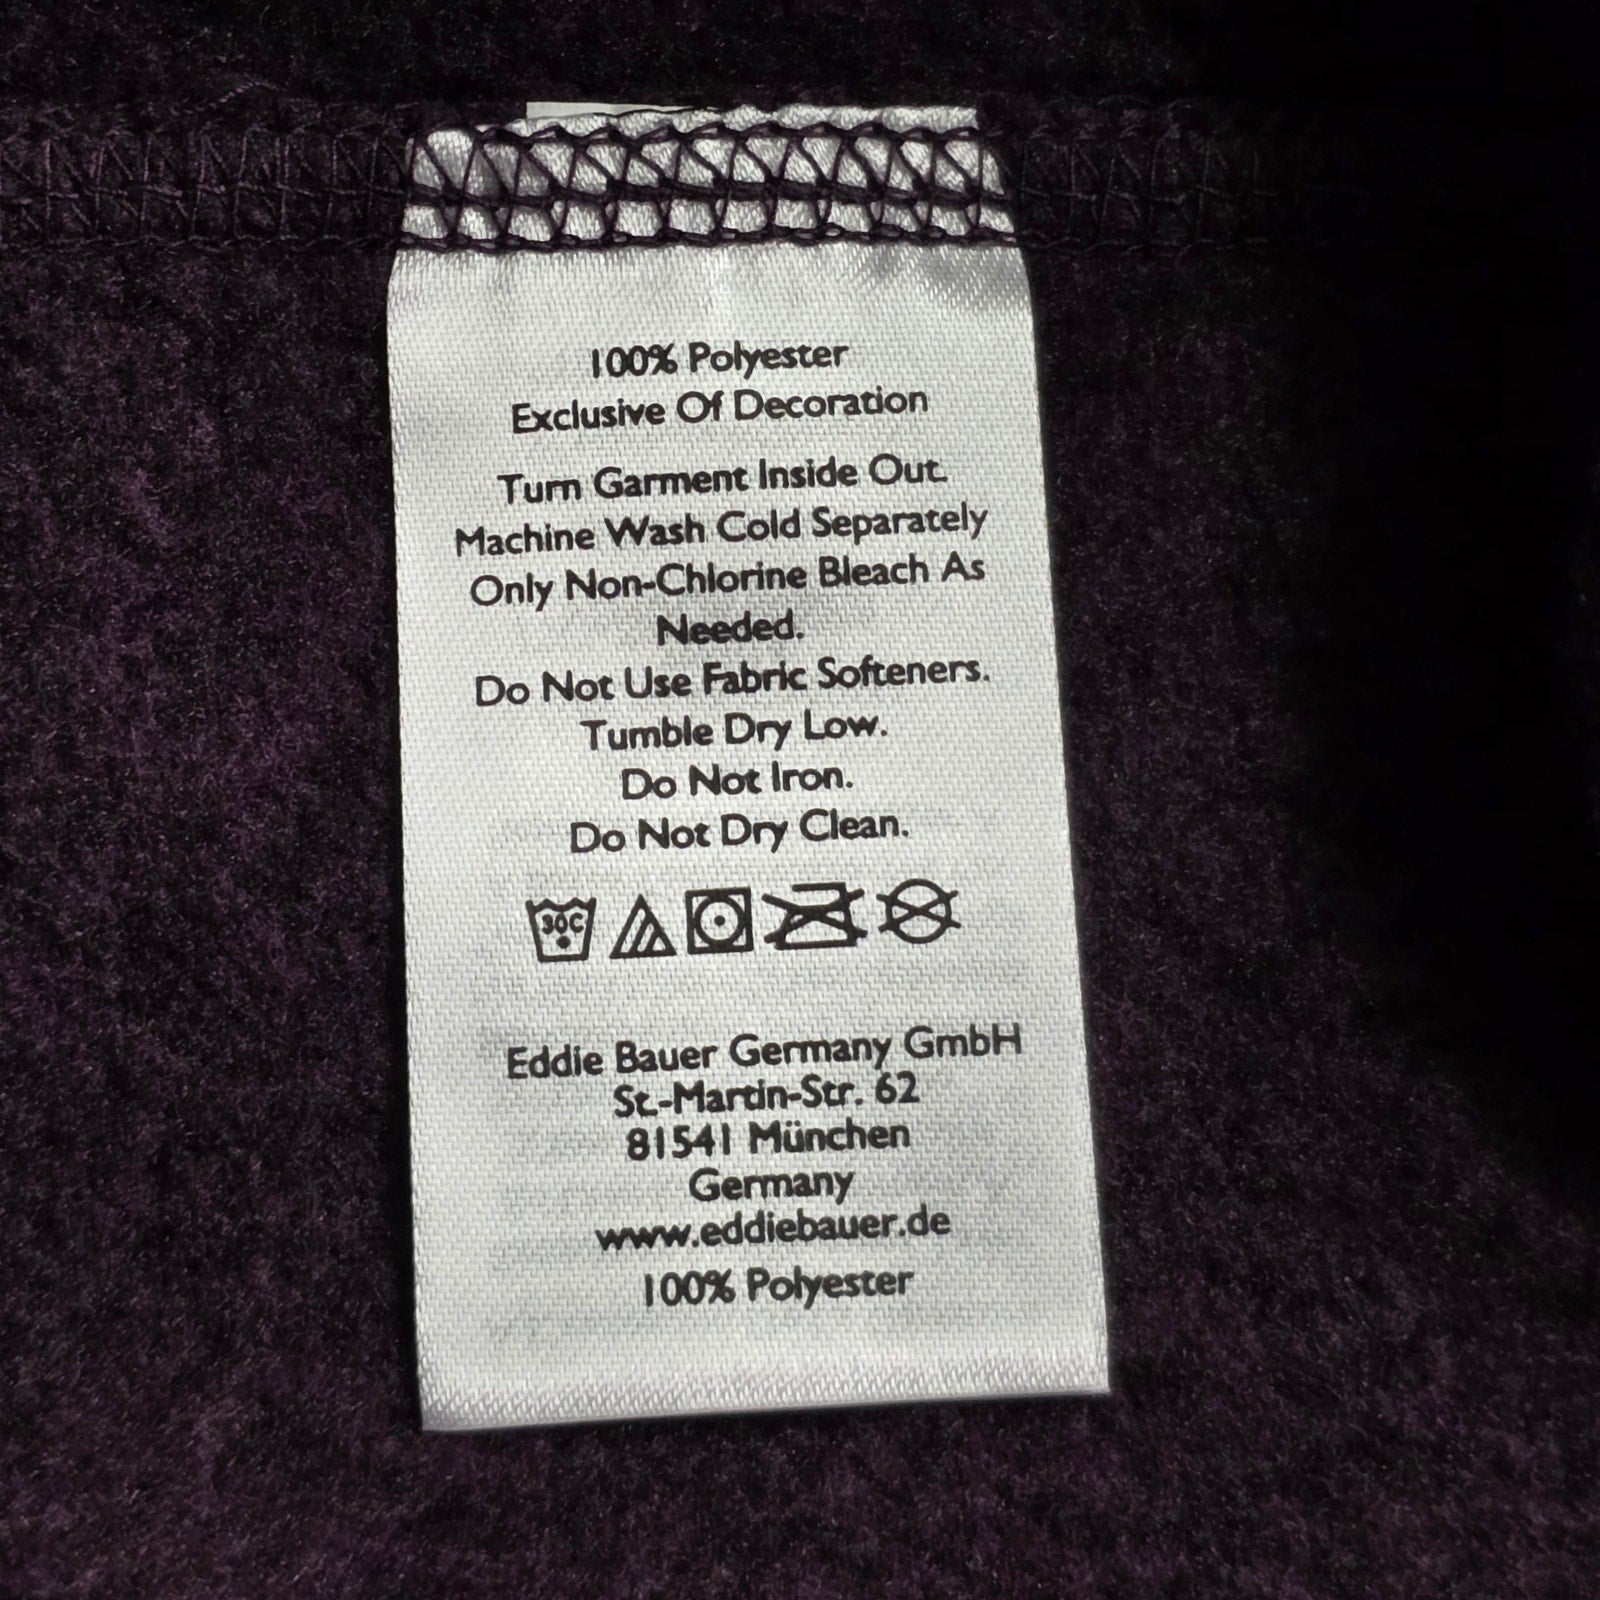 100% Polyester
Exclusive Of Decoration
Turn Garment Inside Out.
Machine Wash Cold Separately
Only Non-Chlorine Bleach As
Needed.
Do Not Use Fabric Softeners.
Tumble Dry Low.
Do Not Iron.
Do Not Dry Clean.
30C
Eddie Bauer Germany GmbH
St.-Martin-Str. 62
81541 München
Germany
www.eddiebauer.de
100% Polyester